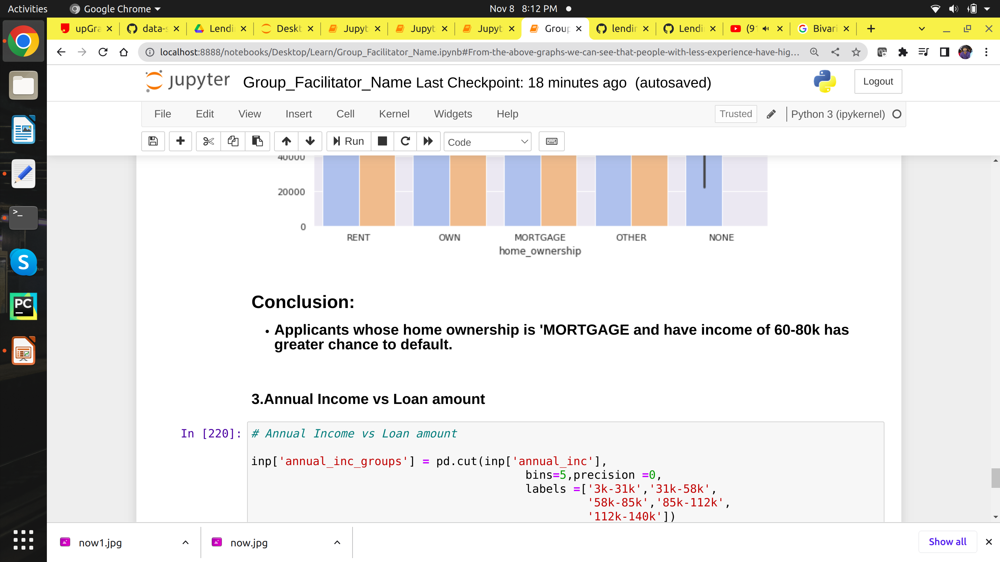 Activities Google Chrome Nov 8 8:12 PM
upGra data-s Lendi Deskt Jupyt Jupyt Jupyt Group lendin Lendi (91 Bivari
localhost:8888/notebooks/Desktop/Learn/Group_Facilitator_Name.ipynb#From-the-above-graphs-we-can-see-that-people-with-less-experience-have-hig...
jupyter Group_Facilitator_Name Last Checkpoint: 18 minutes ago (autosaved) Logout
File Edit View Insert Cell Kernel Widgets Help Trusted Python 3 (ipykernel)
Run Code
40000
20000
0
RENT OWN MORTGAGE OTHER NONE
home_ownership
Conclusion:
• Applicants whose home ownership is 'MORTGAGE and have income of 60-80k has
greater chance to default.
3.Annual Income vs Loan amount
In [220]: # Annual Income vs Loan amount
inp['annual_inc_groups'] = pd.cut(inp['annual_inc'],
bins=5,precision =0,
labels =['3k-31k','31k-58k',
'58k-85k','85k-112k',
'112k-140k'])
S
PC
now1.jpg now.jpg Show all